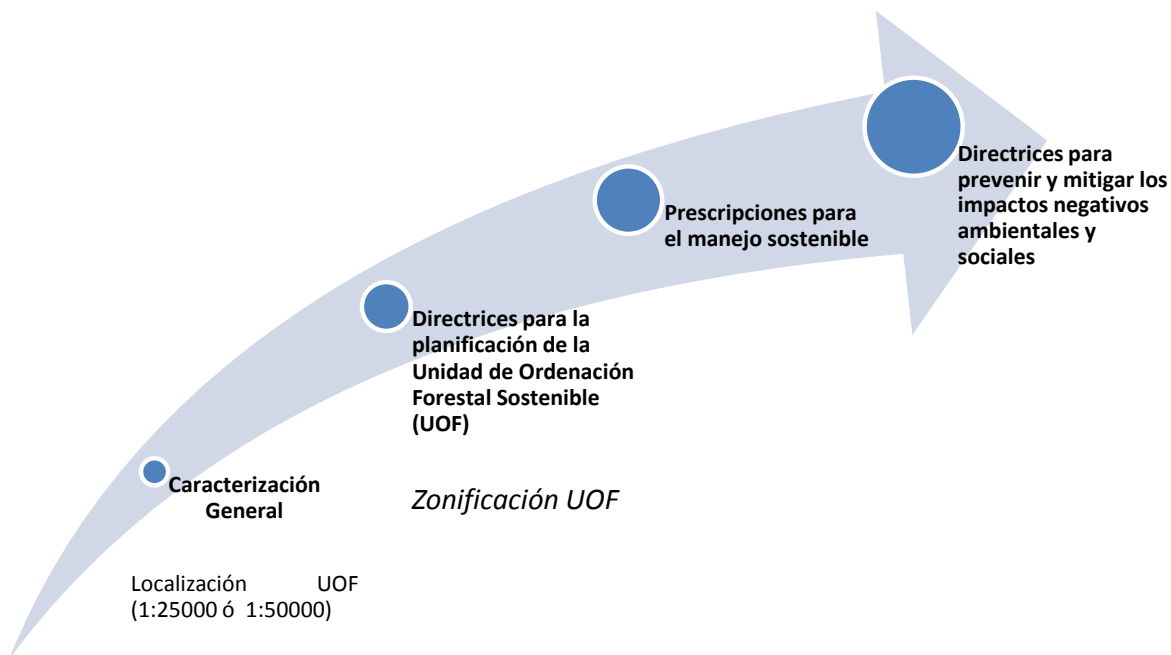 Caracterización
General
Localización UOF
(1:25000 ó 1:50000)
Directrices para la
planificación de la
Unidad de Ordenación
Forestal Sostenible
(UOF)
Zonificación UOF
Prescripciones para
el manejo sostenible
Directrices para
prevenir y mitigar los
impactos negativos
ambientales y
sociales